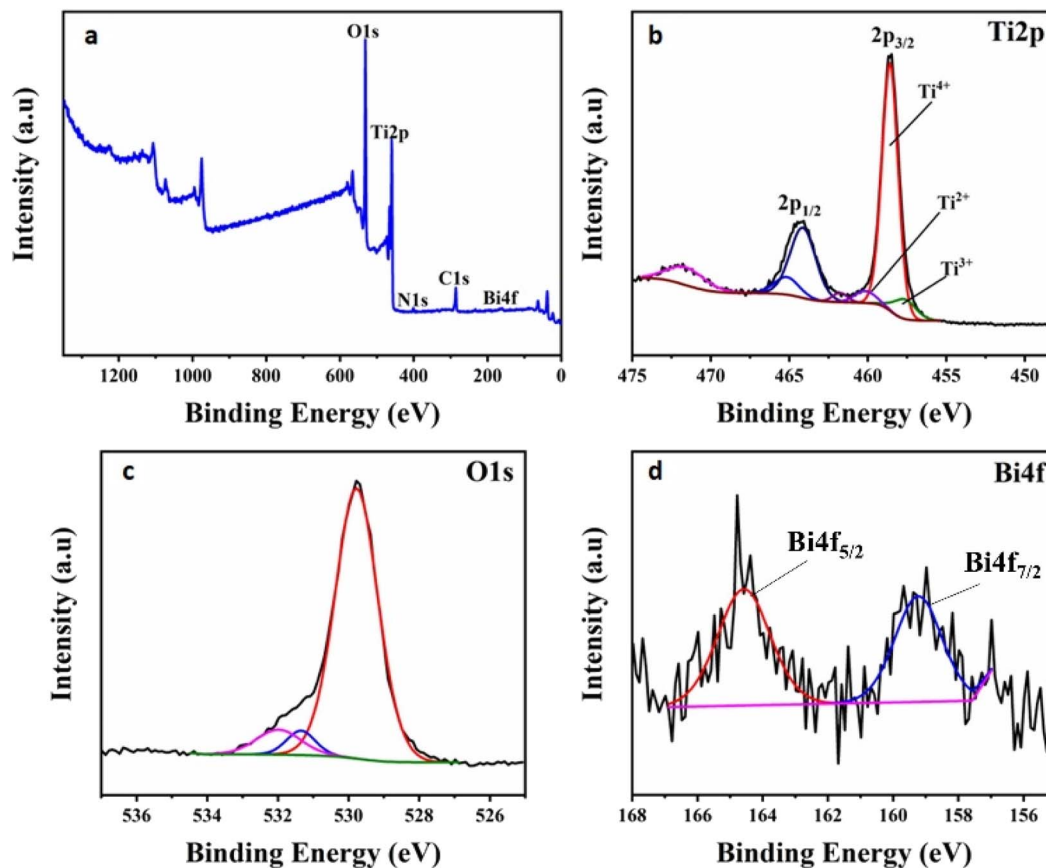 a
O1s
Ti2p
N1s
C1s
Bi4f
Intensity (a.u)
1200 1000 800 600 400 200 0
Binding Energy (eV)
b
Ti2p
2p3/2
Ti4+
2p1/2
Ti2+
Ti3+
Intensity (a.u)
475 470 465 460 455 450
Binding Energy (eV)
c
O1s
Intensity (a.u)
536 534 532 530 528 526
Binding Energy (eV)
d
Bi4f
Bi4f5/2
Bi4f7/2
Intensity (a.u)
168 166 164 162 160 158 156
Binding Energy (eV)